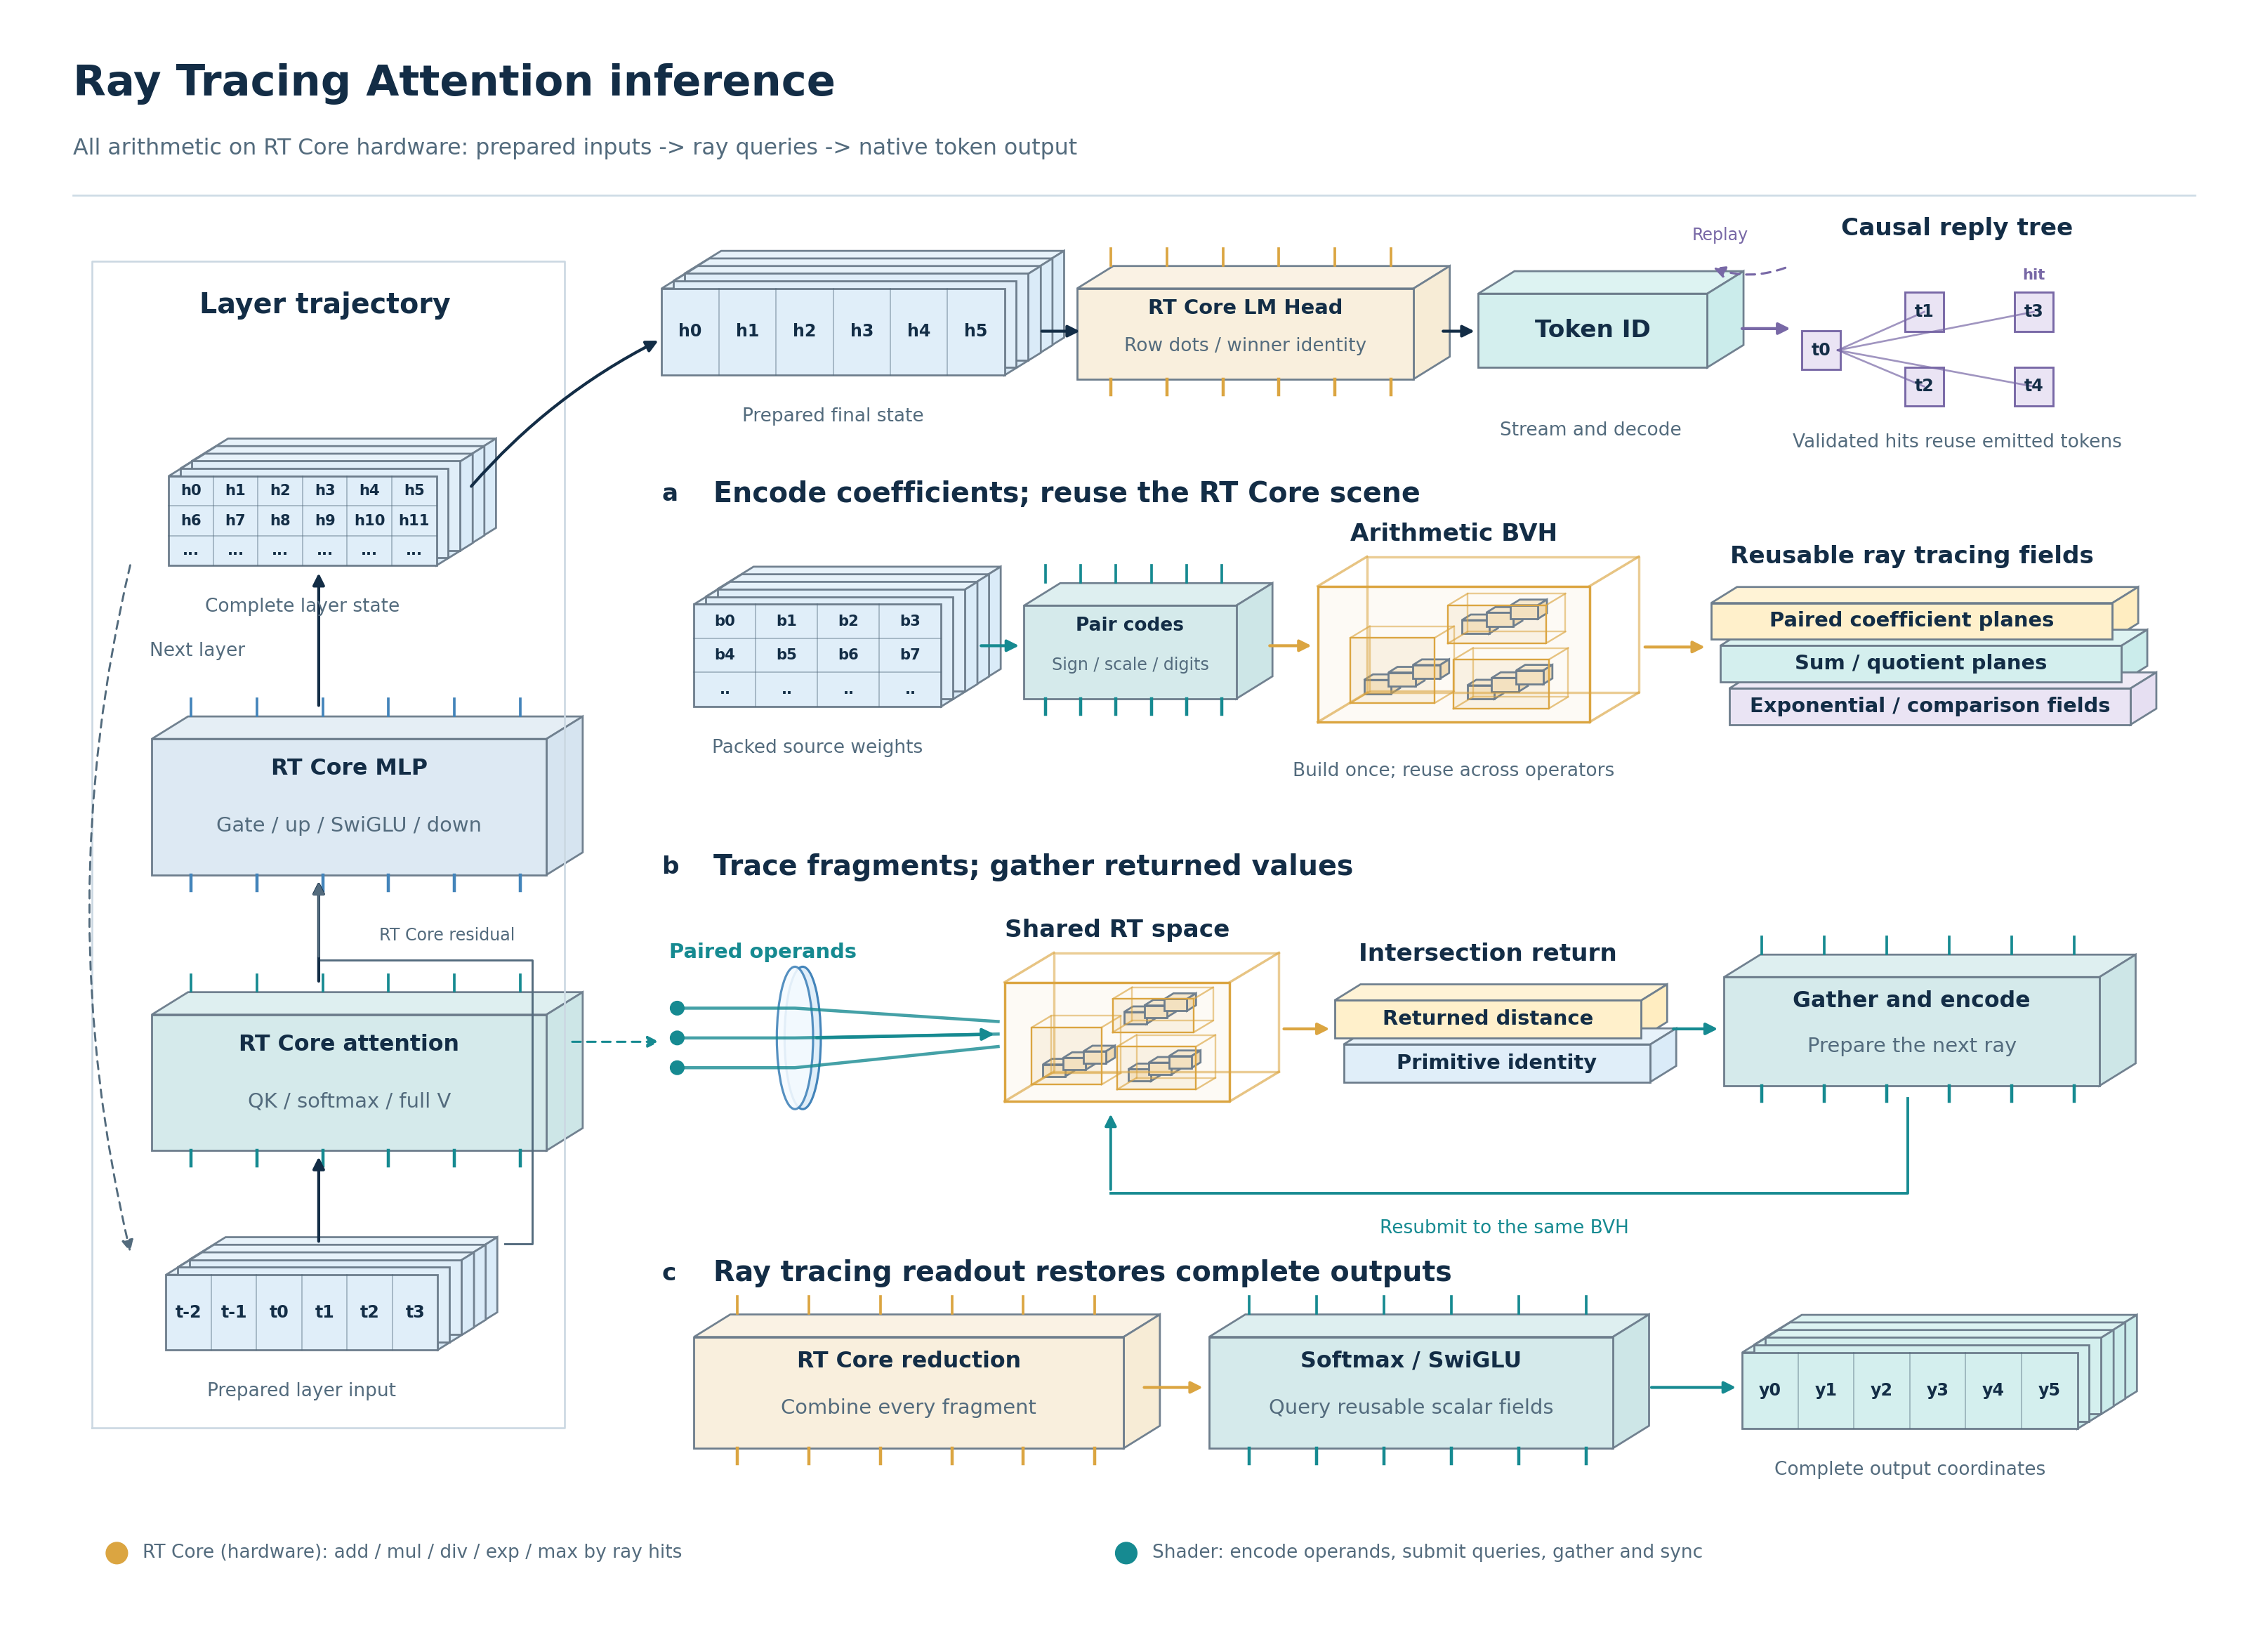 Ray Tracing Attention inference
All arithmetic on RT Core hardware: prepared inputs -> ray queries -> native token output
Layer trajectory
h0 h1 h2 h3 h4 h5
h6 h7 h8 h9 h10 h11
... ... ... ... ... ...
Complete layer state
Next layer
RT Core MLP
Gate / up / SwiGLU / down
RT Core residual
RT Core attention
QK / softmax / full V
t-2 t-1 t0 t1 t2 t3
Prepared layer input
h0 h1 h2 h3 h4 h5
Prepared final state
RT Core LM Head
Row dots / winner identity
Token ID
Stream and decode
Replay
Causal reply tree
hit
t0
t1
t3
t2
t4
Validated hits reuse emitted tokens
a Encode coefficients; reuse the RT Core scene
b0 b1 b2 b3
b4 b5 b6 b7
.. .. .. ..
Packed source weights
Pair codes
Sign / scale / digits
Arithmetic BVH
Build once; reuse across operators
Reusable ray tracing fields
Paired coefficient planes
Sum / quotient planes
Exponential / comparison fields
b Trace fragments; gather returned values
Paired operands
Shared RT space
Intersection return
Returned distance
Primitive identity
Gather and encode
Prepare the next ray
Resubmit to the same BVH
c Ray tracing readout restores complete outputs
RT Core reduction
Combine every fragment
Softmax / SwiGLU
Query reusable scalar fields
y0 y1 y2 y3 y4 y5
Complete output coordinates
RT Core (hardware): add / mul / div / exp / max by ray hits
Shader: encode operands, submit queries, gather and sync